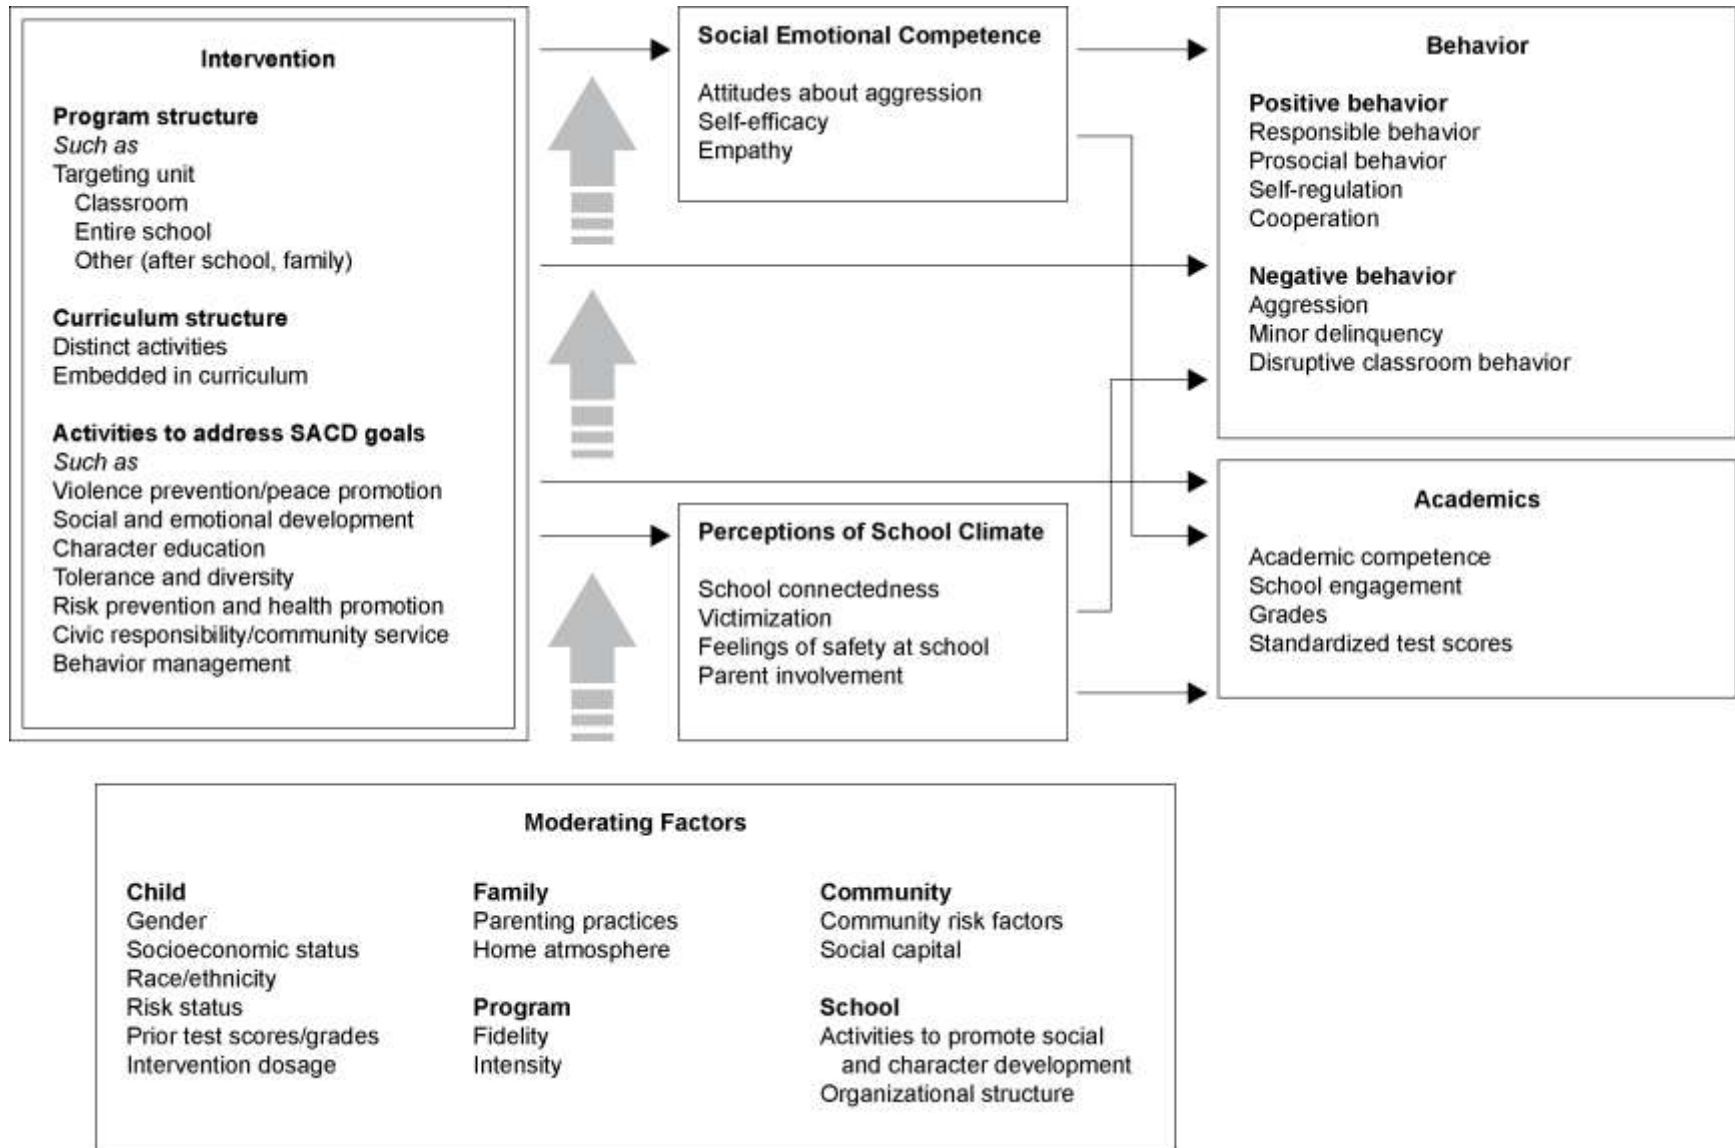 Intervention
Program structure
Such as
Targeting unit
Classroom
Entire school
Other (after school, family)
Curriculum structure
Distinct activities
Embedded in curriculum
Activities to address SACD goals
Such as
Violence prevention/peace promotion
Social and emotional development
Character education
Tolerance and diversity
Risk prevention and health promotion
Civic responsibility/community service
Behavior management
Social Emotional Competence
Attitudes about aggression
Self-efficacy
Empathy
Perceptions of School Climate
School connectedness
Victimization
Feelings of safety at school
Parent involvement
Behavior
Positive behavior
Responsible behavior
Prosocial behavior
Self-regulation
Cooperation
Negative behavior
Aggression
Minor delinquency
Disruptive classroom behavior
Academics
Academic competence
School engagement
Grades
Standardized test scores
Moderating Factors
Child
Gender
Socioeconomic status
Race/ethnicity
Risk status
Prior test scores/grades
Intervention dosage
Family
Parenting practices
Home atmosphere
Program
Fidelity
Intensity
Community
Community risk factors
Social capital
School
Activities to promote social
and character development
Organizational structure